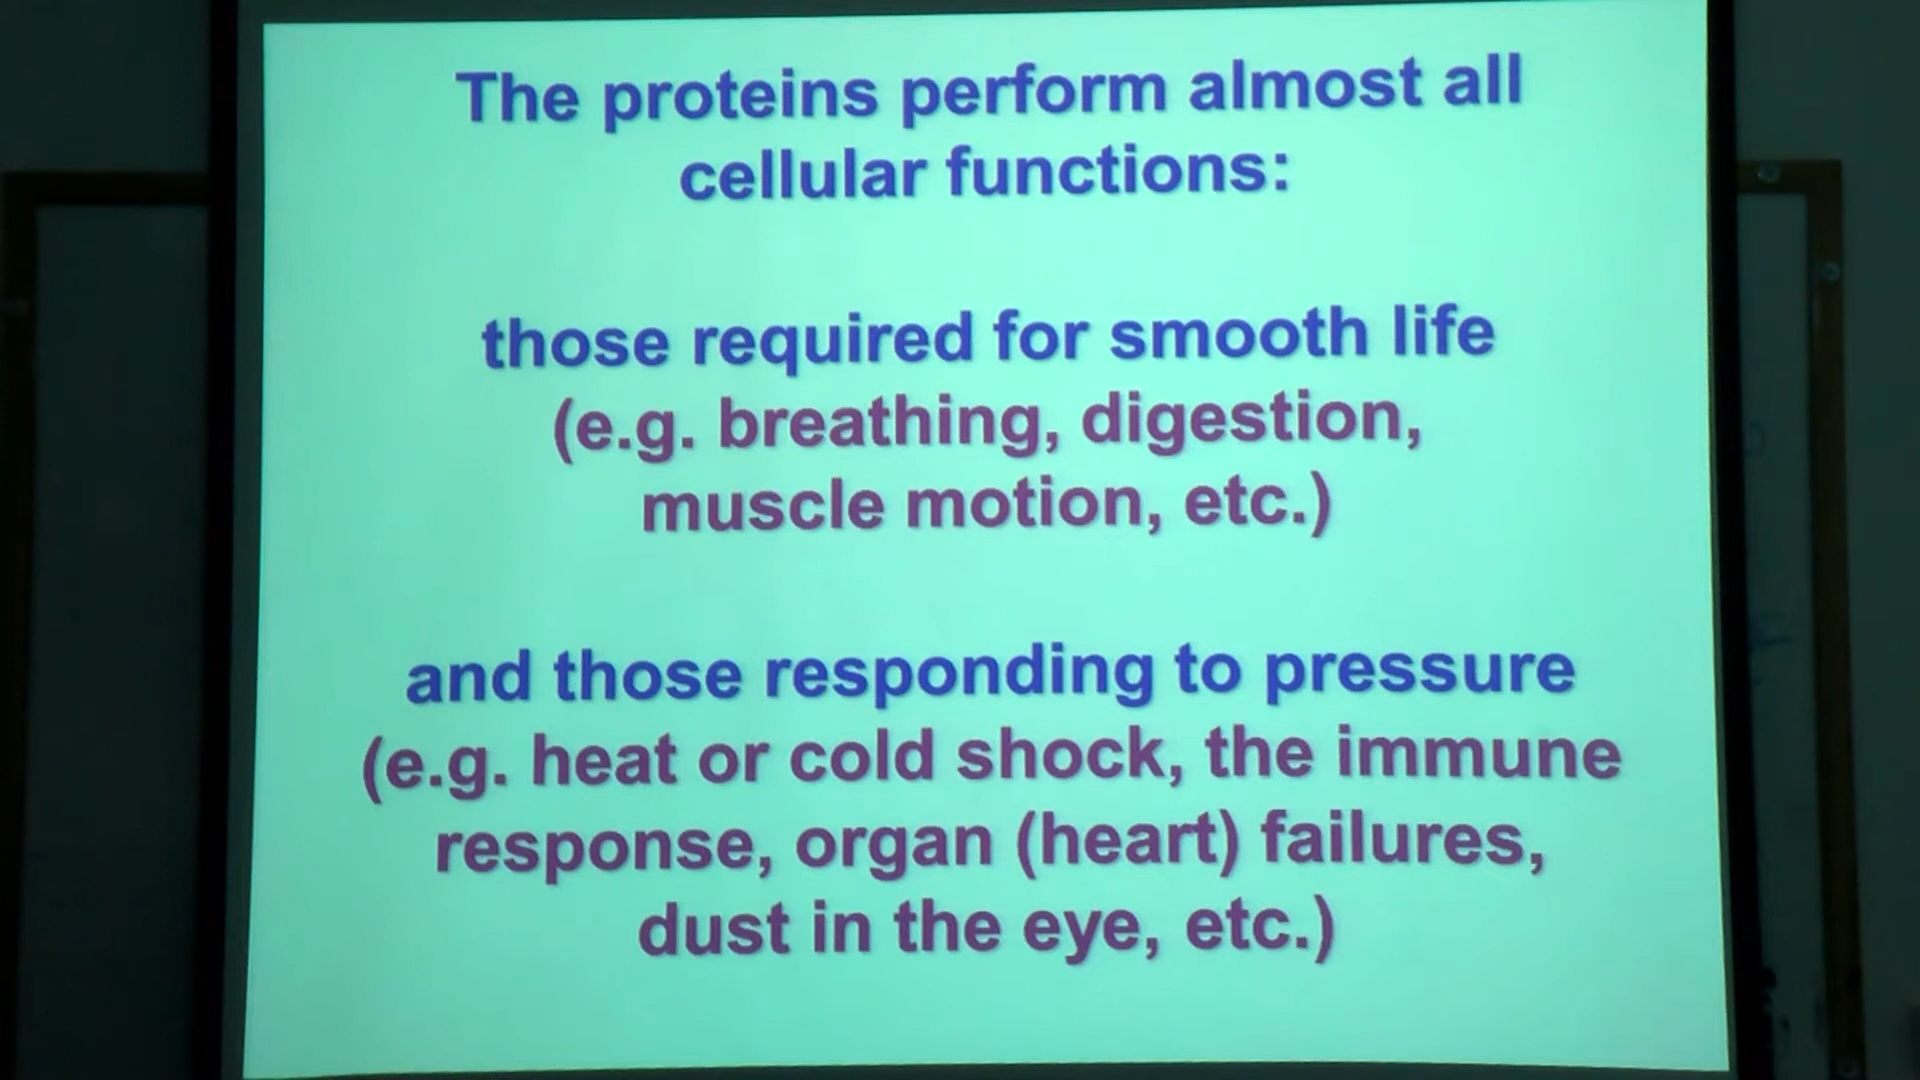 The proteins perform almost all
cellular functions:
those required for smooth life
(e.g. breathing, digestion,
muscle motion, etc.)
and those responding to pressure
(e.g. heat or cold shock, the immune
response, organ (heart) failures,
dust in the eye, etc.)